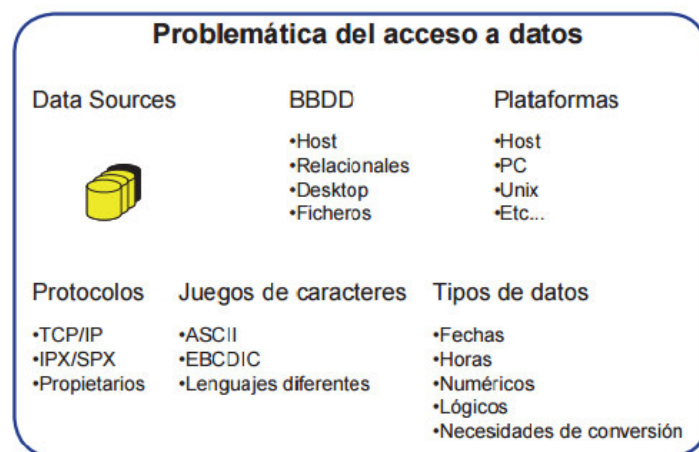 Problemática del acceso a datos
Data Sources
BBDD
•Host
•Relacionales
•Desktop
•Ficheros
Plataformas
•Host
•PC
•Unix
•Etc...
Protocolos
•TCP/IP
•IPX/SPX
•Propietarios
Juegos de caracteres
•ASCII
•EBCDIC
•Lenguajes diferentes
Tipos de datos
•Fechas
•Horas
•Numéricos
•Lógicos
•Necesidades de conversión